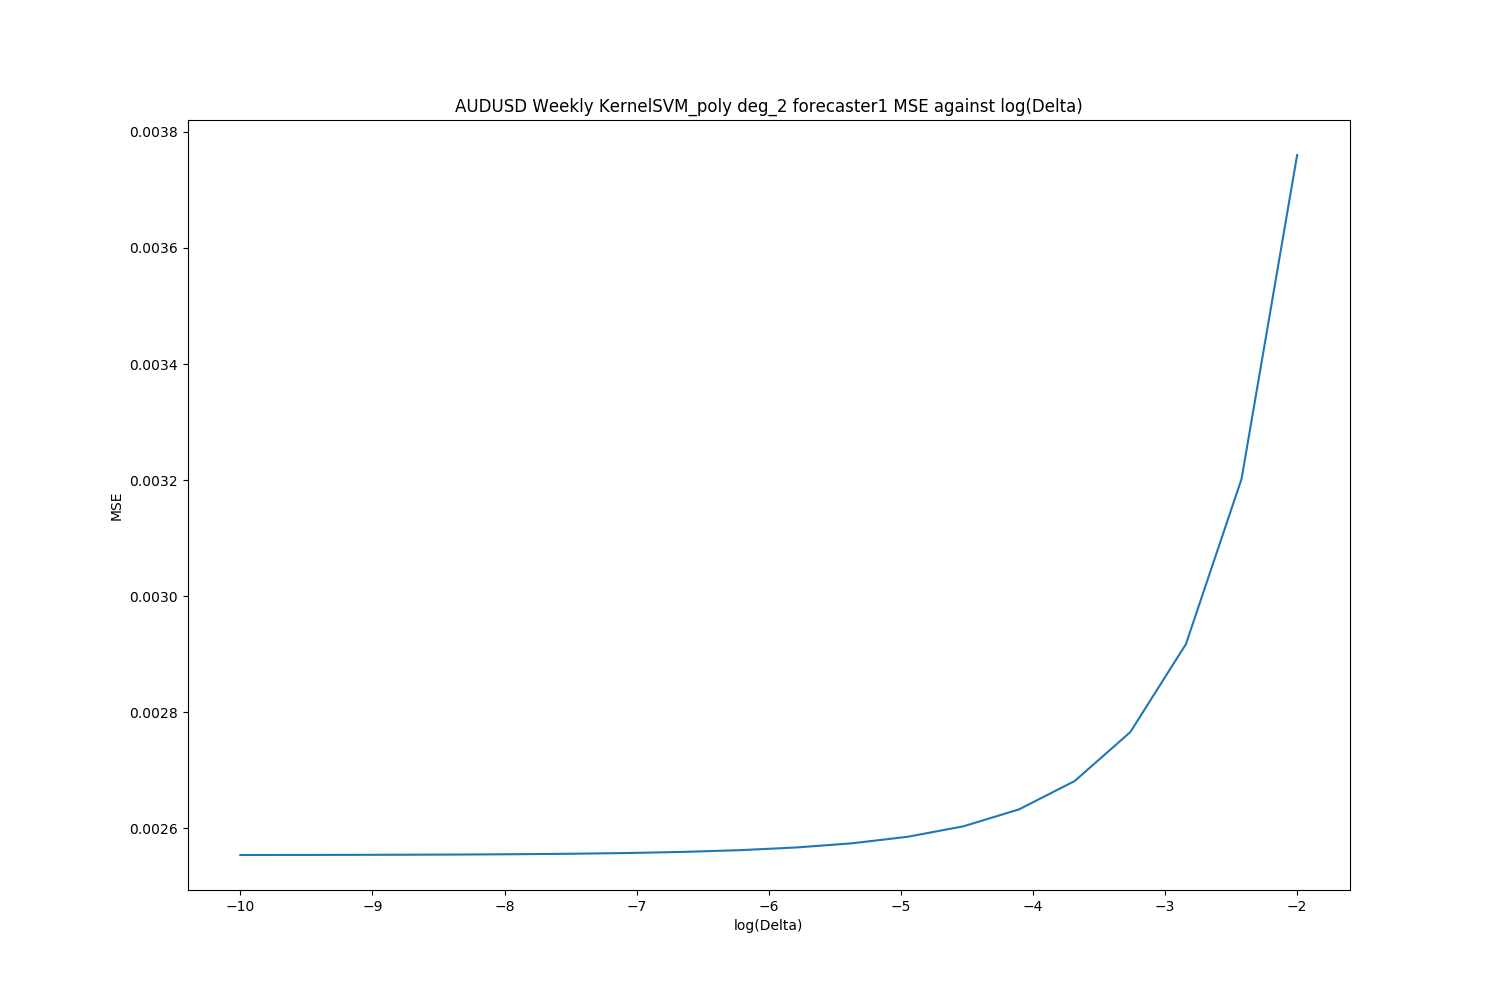 AUDUSD Weekly KernelSVM_poly deg_2 forecaster1 MSE against log(Delta)
0.0038
0.0036
0.0034
0.0032
0.0030
0.0028
0.0026
MSE
−10 −9 −8 −7 −6 −5 −4 −3 −2
log(Delta)